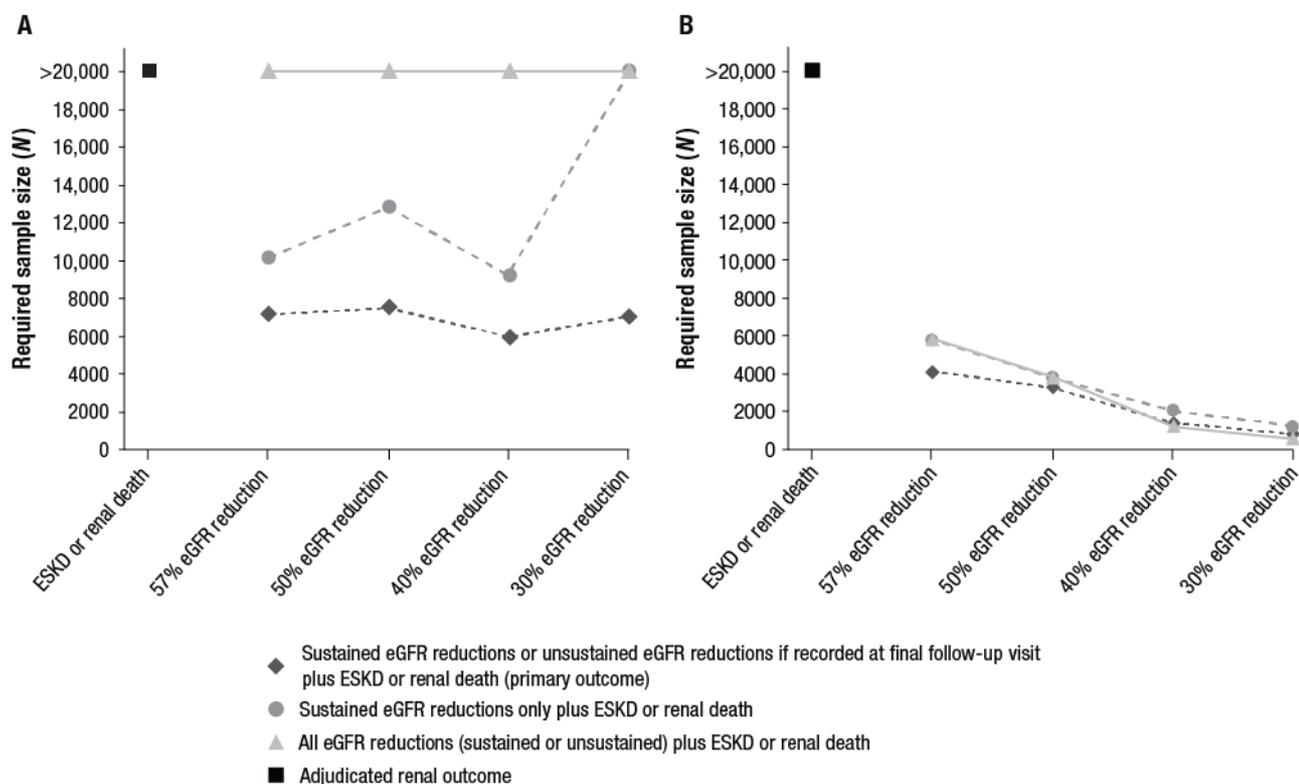 A
Required sample size (N)
>20,000
18,000
16,000
14,000
12,000
10,000
8000
6000
4000
2000
0
ESKD or renal death
57% eGFR reduction
50% eGFR reduction
40% eGFR reduction
30% eGFR reduction
B
Required sample size (N)
>20,000
18,000
16,000
14,000
12,000
10,000
8000
6000
4000
2000
0
ESKD or renal death
57% eGFR reduction
50% eGFR reduction
40% eGFR reduction
30% eGFR reduction
Sustained eGFR reductions or unsustained eGFR reductions if recorded at final follow-up visit
plus ESKD or renal death (primary outcome)
Sustained eGFR reductions only plus ESKD or renal death
All eGFR reductions (sustained or unsustained) plus ESKD or renal death
Adjudicated renal outcome